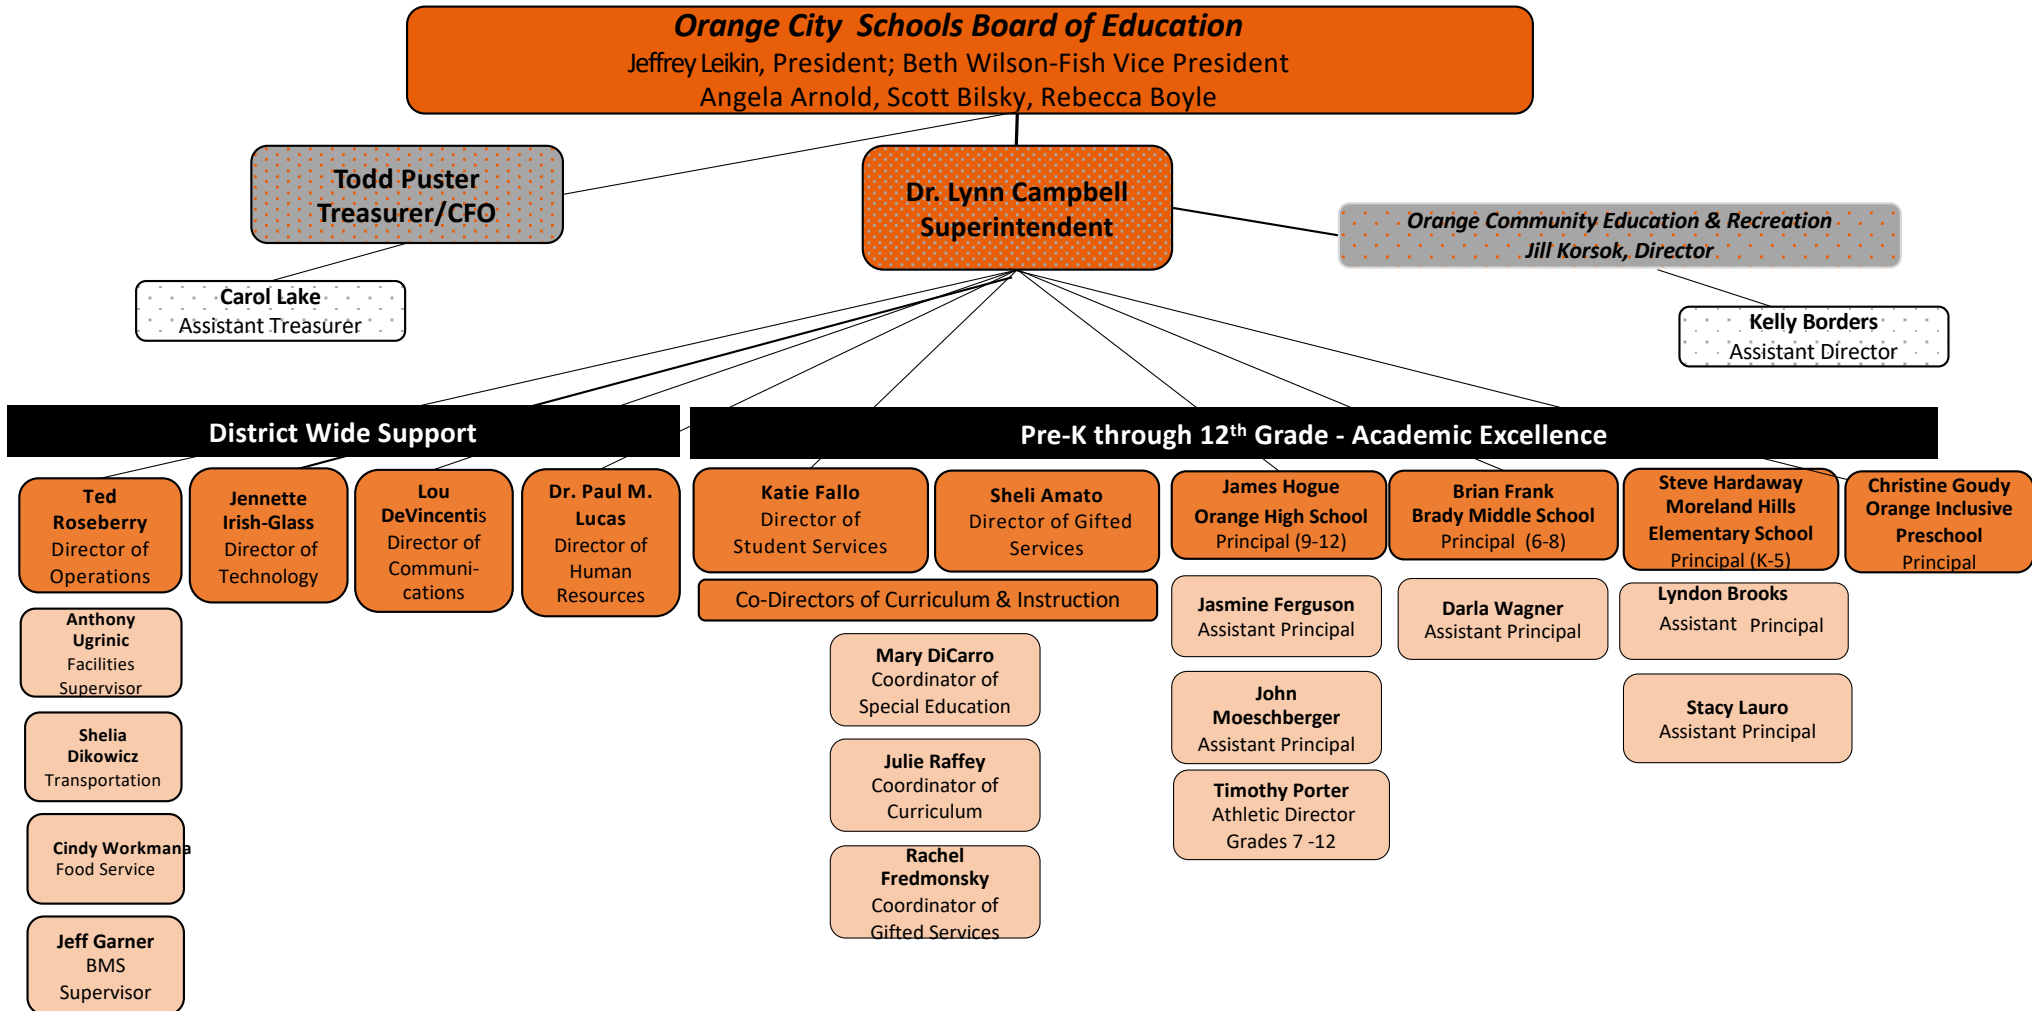 Orange City Schools Board of Education
Jeffrey Leikin, President; Beth Wilson-Fish Vice President
Angela Arnold, Scott Bilsky, Rebecca Boyle
Todd Puster
Treasurer/CFO
Dr. Lynn Campbell
Superintendent
Orange Community Education & Recreation
Jill Korsok, Director
Carol Lake
Assistant Treasurer
Kelly Borders
Assistant Director
District Wide Support
Pre-K through 12th Grade - Academic Excellence
Ted
Roseberry
Director of
Operations
Jennette
Irish-Glass
Director of
Technology
Lou
DeVincentis
Director of
Communi-
cations
Dr. Paul M.
Lucas
Director of
Human
Resources
Katie Fallo
Director of
Student Services
Sheli Amato
Director of Gifted
Services
James Hogue
Orange High School
Principal (9-12)
Brian Frank
Brady Middle School
Principal (6-8)
Steve Hardaway
Moreland Hills
Elementary School
Principal (K-5)
Christine Goudy
Orange Inclusive
Preschool
Principal
Co-Directors of Curriculum & Instruction
Anthony
Ugrinic
Facilities
Supervisor
Shelia
Dikowicz
Transportation
Cindy Workmana
Food Service
Jeff Garner
BMS
Supervisor
Mary DiCarro
Coordinator of
Special Education
Julie Raffey
Coordinator of
Curriculum
Rachel
Fredmonsky
Coordinator of
Gifted Services
Jasmine Ferguson
Assistant Principal
John
Moeschberger
Assistant Principal
Timothy Porter
Athletic Director
Grades 7 -12
Darla Wagner
Assistant Principal
Lyndon Brooks
Assistant Principal
Stacy Lauro
Assistant Principal